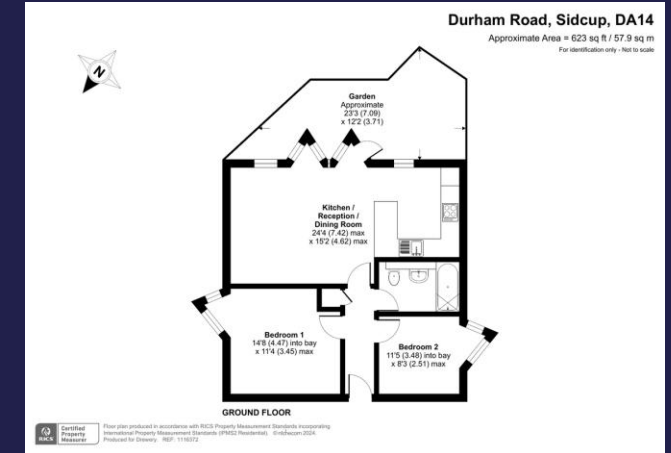 Durham Road, Sidcup, DA14
Approximate Area = 623 sq ft / 57.9 sq m
For identification only - Not to scale
N
Garden
Approximate
23'3 (7.09)
x 12'2 (3.71)
Kitchen /
Reception /
Dining Room
24'4 (7.42) max
x 15'2 (4.62) max
Bedroom 1
14'8 (4.47) into bay
x 11'4 (3.45) max
Bedroom 2
11'5 (3.48) into bay
x 8'3 (2.51) max
GROUND FLOOR
RICS
Certified
Property
Measurer
Floor plan produced in accordance with RICS Property Measurement Standards incorporating
International Property Measurement Standards (IPMS2 Residential). ©nichecom 2024.
Produced for Drewery. REF: 1116372